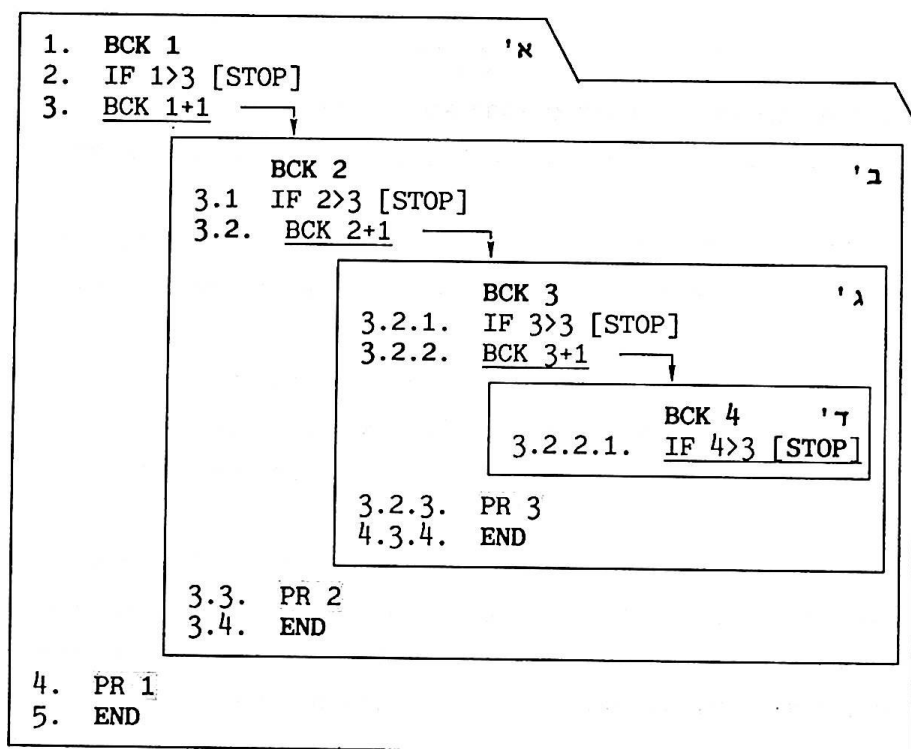 1. BCK 1 א'
2. IF 1>3 [STOP]
3. BCK 1+1
BCK 2 ב'
3.1 IF 2>3 [STOP]
3.2. BCK 2+1
BCK 3 ג'
3.2.1. IF 3>3 [STOP]
3.2.2. BCK 3+1
BCK 4 ד'
3.2.2.1. IF 4>3 [STOP]
3.2.3. PR 3
4.3.4. END
3.3. PR 2
3.4. END
4. PR 1
5. END